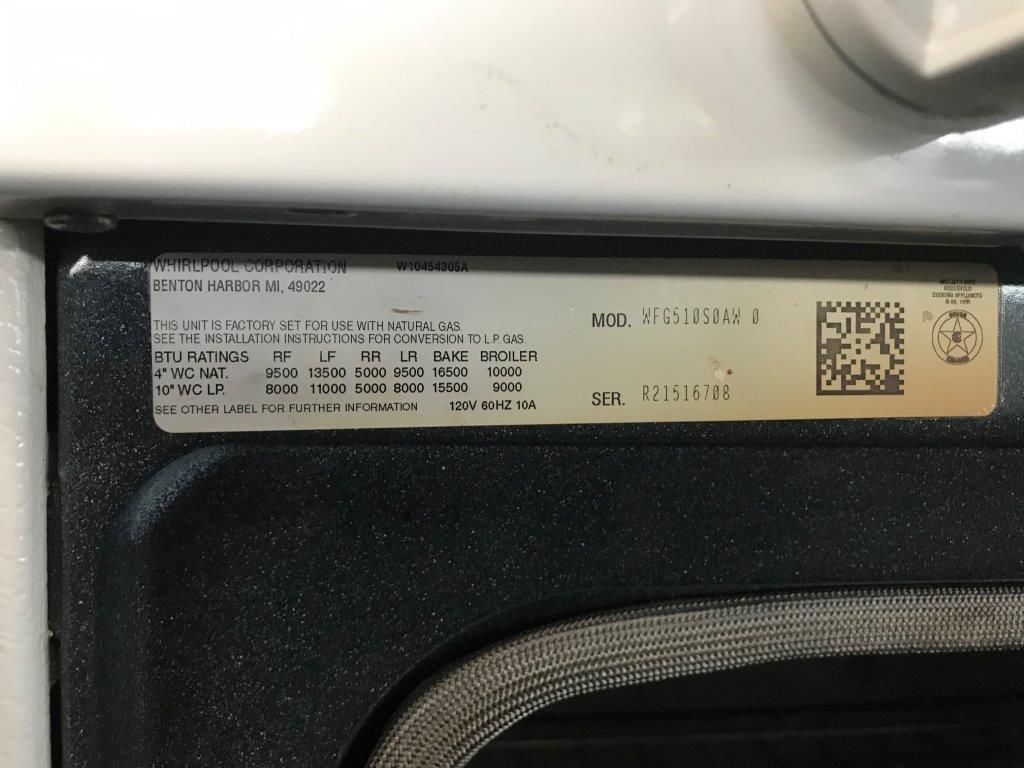 WHIRLPOOL CORPORATION W10454305A
BENTON HARBOR MI, 49022
THIS UNIT IS FACTORY SET FOR USE WITH NATURAL GAS.
SEE THE INSTALLATION INSTRUCTIONS FOR CONVERSION TO L.P. GAS.
BTU RATINGS RF LF RR LR BAKE BROILER
4" WC NAT. 9500 13500 5000 9500 16500 10000
10" WC LP. 8000 11000 5000 8000 15500 9000
SEE OTHER LABEL FOR FURTHER INFORMATION 120V 60HZ 10A
MOD. WFG510S0AW 0
SER. R21516708
HOUSEHOLD
COOKING APPLIANCES